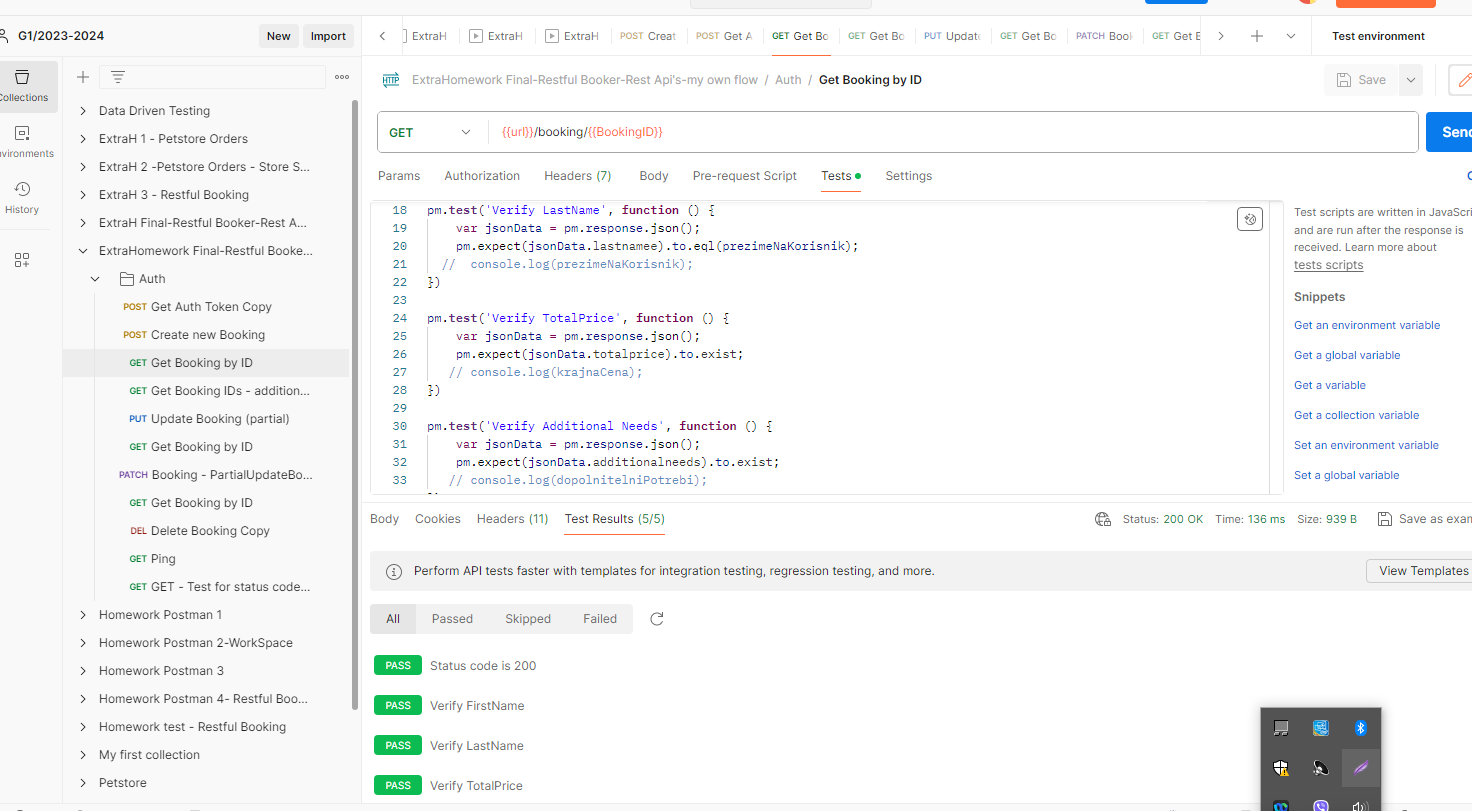 G1/2023-2024
New
Import
ExtraH
ExtraH
ExtraH
POST Creat
POST Get A
GET Get Bo
GET Get Bo
PUT Update
GET Get Bo
PATCH Book
GET Get B
Test environment
Collections
Environments
History
ExtraHomework Final-Restful Booker-Rest Api's-my own flow / Auth / Get Booking by ID
Save
GET
{{url}}/booking/{{BookingID}}
Send
Params
Authorization
Headers (7)
Body
Pre-request Script
Tests
Settings
Data Driven Testing
ExtraH 1 - Petstore Orders
ExtraH 2 -Petstore Orders - Store S...
ExtraH 3 - Restful Booking
ExtraH Final-Restful Booker-Rest A...
ExtraHomework Final-Restful Booke...
Auth
POST Get Auth Token Copy
POST Create new Booking
GET Get Booking by ID
GET Get Booking IDs - addition...
PUT Update Booking (partial)
GET Get Booking by ID
PATCH Booking - PartialUpdateBo...
GET Get Booking by ID
DEL Delete Booking Copy
GET Ping
GET GET - Test for status code...
Homework Postman 1
Homework Postman 2-WorkSpace
Homework Postman 3
Homework Postman 4- Restful Boo...
Homework test - Restful Booking
My first collection
Petstore
18 pm.test('Verify LastName', function () {
19 var jsonData = pm.response.json();
20 pm.expect(jsonData.lastnamee).to.eql(prezimeNaKorisnik);
21 // console.log(prezimeNaKorisnik);
22 })
23
24 pm.test('Verify TotalPrice', function () {
25 var jsonData = pm.response.json();
26 pm.expect(jsonData.totalprice).to.exist;
27 // console.log(krajnaCena);
28 })
29
30 pm.test('Verify Additional Needs', function () {
31 var jsonData = pm.response.json();
32 pm.expect(jsonData.additionalneeds).to.exist;
33 // console.log(dopolnitelniPotrebi);
Test scripts are written in JavaScri
and are run after the response is
received. Learn more about
tests scripts
Snippets
Get an environment variable
Get a global variable
Get a variable
Get a collection variable
Set an environment variable
Set a global variable
Body
Cookies
Headers (11)
Test Results (5/5)
Status: 200 OK
Time: 136 ms
Size: 939 B
Save as exam
Perform API tests faster with templates for integration testing, regression testing, and more.
View Templates
All
Passed
Skipped
Failed
PASS Status code is 200
PASS Verify FirstName
PASS Verify LastName
PASS Verify TotalPrice